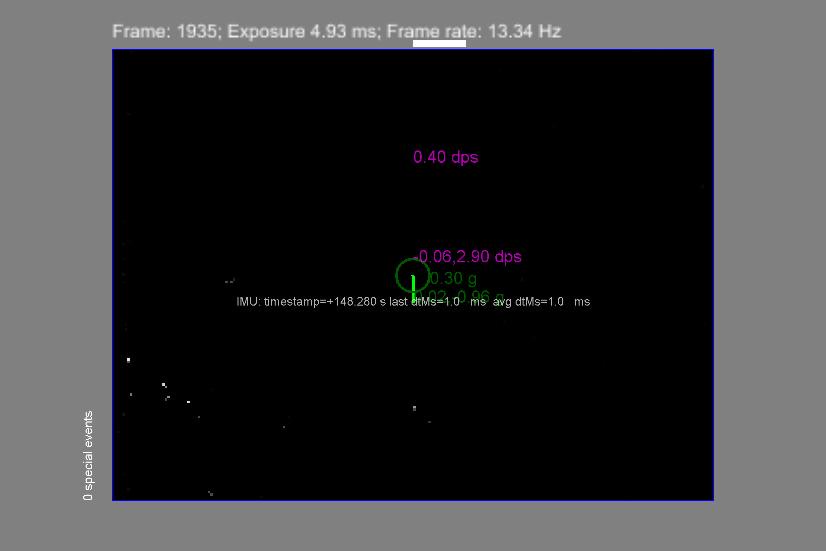 Frame: 1935; Exposure 4.93 ms; Frame rate: 13.34 Hz
0.40 dps
-0.06,2.90 dps
0.30 g
IMU: timestamp=+148.280 s last dtMs=1.0 ms avg dtMs=1.0 ms
0 special events